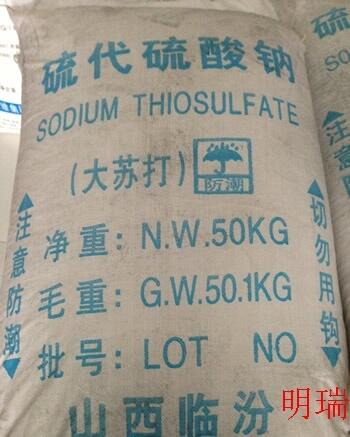 硫代硫酸钠
SODIUM THIOSULFATE
(大苏打)
防潮
净重: N.W.50KG
毛重: G.W.50.1KG
批号: LOT NO
山西临汾
注意防潮
切勿用钩
明瑞